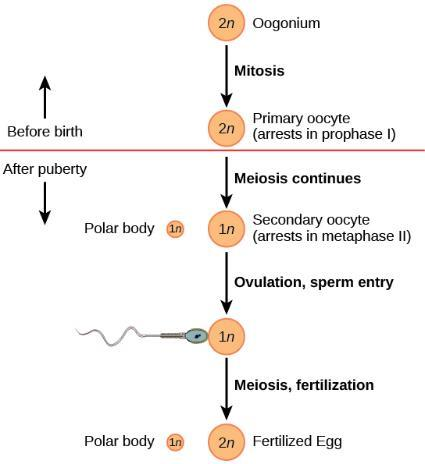 2n Oogonium
Mitosis
2n Primary oocyte
(arrests in prophase I)
Before birth
After puberty
Meiosis continues
Polar body 1n 1n Secondary oocyte
(arrests in metaphase II)
Ovulation, sperm entry
1n
Meiosis, fertilization
Polar body 1n 2n Fertilized Egg